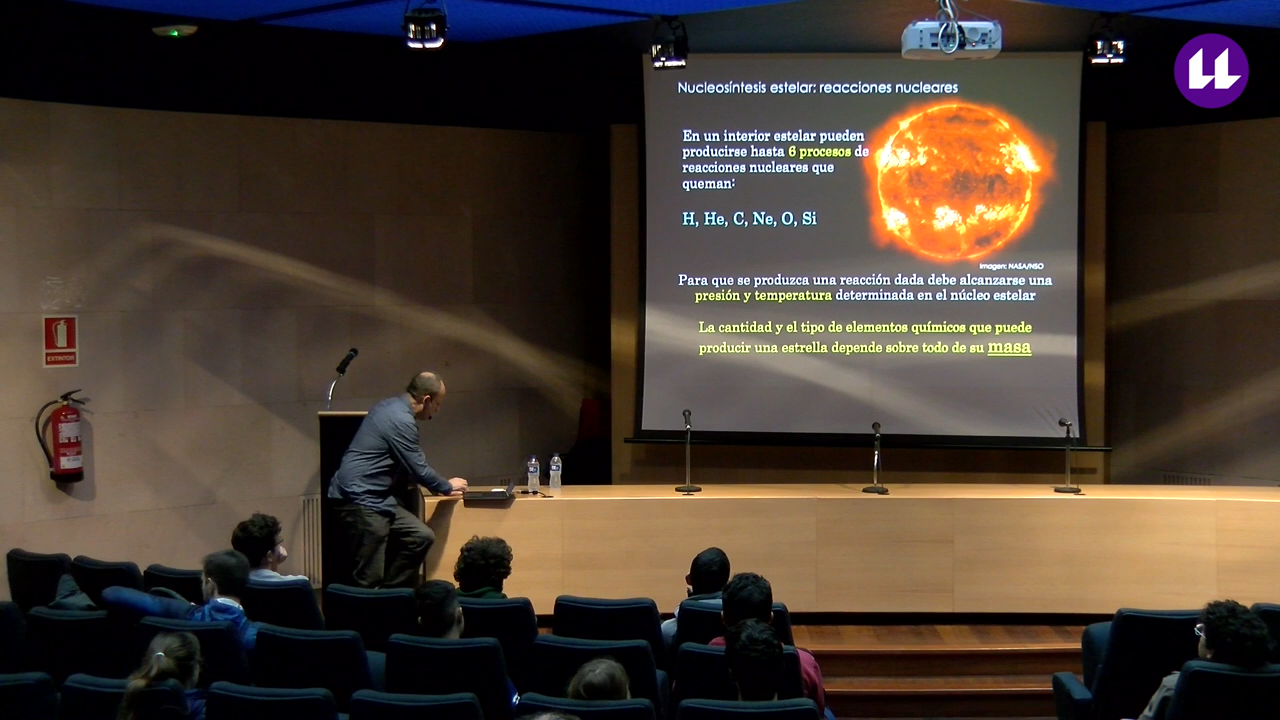 Nucleosíntesis estelar: reacciones nucleares
En un interior estelar pueden
producirse hasta 6 procesos de
reacciones nucleares que
queman:
H, He, C, Ne, O, Si
Imagen: NASA/NSO
Para que se produzca una reacción dada debe alcanzarse una
presión y temperatura determinada en el núcleo estelar
La cantidad y el tipo de elementos químicos que puede
producir una estrella depende sobre todo de su masa
EXTINTOR